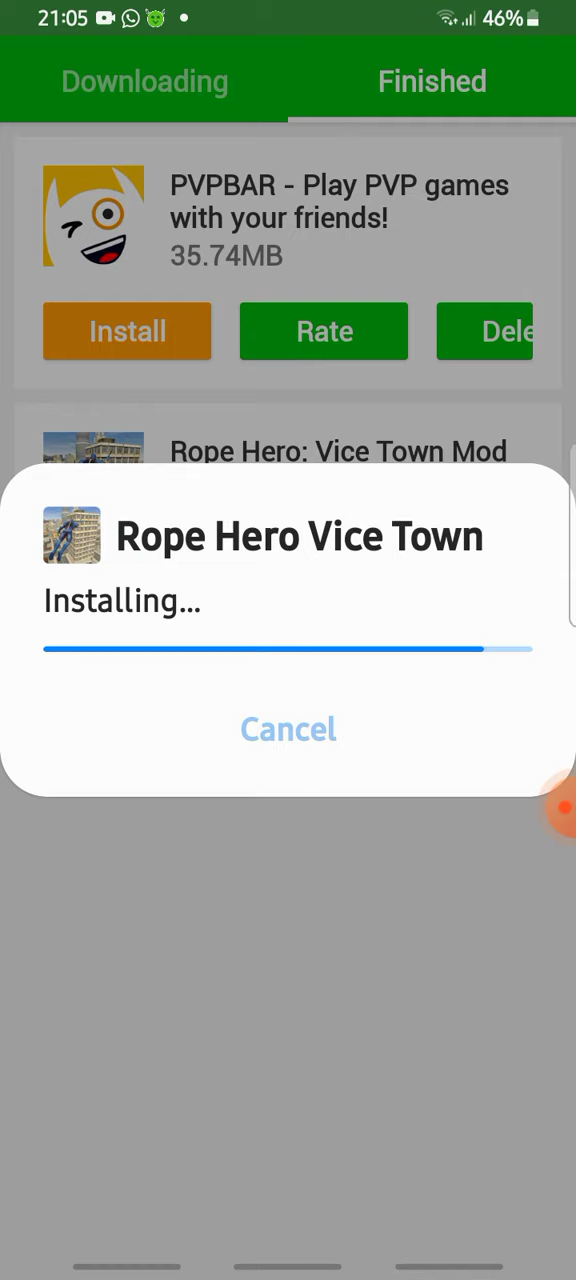 21:05
46%
Downloading
Finished
PVPBAR - Play PVP games
with your friends!
35.74MB
Install
Rate
Dele
Rope Hero: Vice Town Mod
Rope Hero Vice Town
Installing...
Cancel